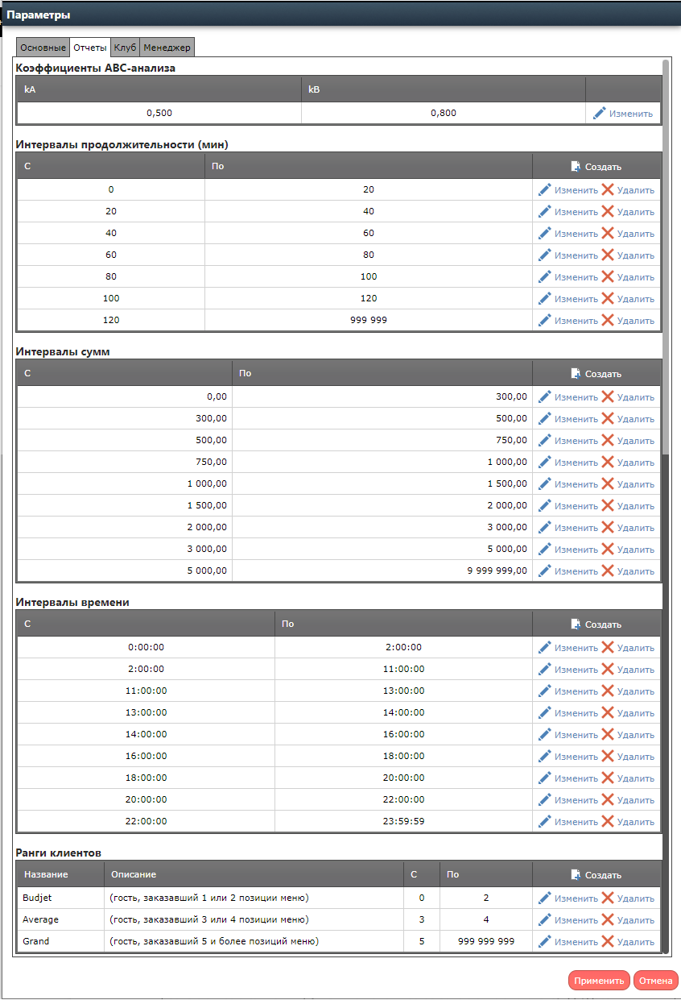 Параметры
Основные Отчеты Клуб Менеджер
Коэффициенты ABC-анализа
kA kB
0,500 0,800 Изменить
Интервалы продолжительности (мин)
С По Создать
0 20 Изменить Удалить
20 40 Изменить Удалить
40 60 Изменить Удалить
60 80 Изменить Удалить
80 100 Изменить Удалить
100 120 Изменить Удалить
120 999 999 Изменить Удалить
Интервалы сумм
С По Создать
0,00 300,00 Изменить Удалить
300,00 500,00 Изменить Удалить
500,00 750,00 Изменить Удалить
750,00 1 000,00 Изменить Удалить
1 000,00 1 500,00 Изменить Удалить
1 500,00 2 000,00 Изменить Удалить
2 000,00 3 000,00 Изменить Удалить
3 000,00 5 000,00 Изменить Удалить
5 000,00 9 999 999,00 Изменить Удалить
Интервалы времени
С По Создать
0:00:00 2:00:00 Изменить Удалить
2:00:00 11:00:00 Изменить Удалить
11:00:00 13:00:00 Изменить Удалить
13:00:00 14:00:00 Изменить Удалить
14:00:00 16:00:00 Изменить Удалить
16:00:00 18:00:00 Изменить Удалить
18:00:00 20:00:00 Изменить Удалить
20:00:00 22:00:00 Изменить Удалить
22:00:00 23:59:59 Изменить Удалить
Ранги клиентов
Название Описание С По Создать
Budjet (гость, заказавший 1 или 2 позиции меню) 0 2 Изменить Удалить
Average (гость, заказавший 3 или 4 позиции меню) 3 4 Изменить Удалить
Grand (гость, заказавший 5 и более позиций меню) 5 999 999 999 Изменить Удалить
Применить Отмена